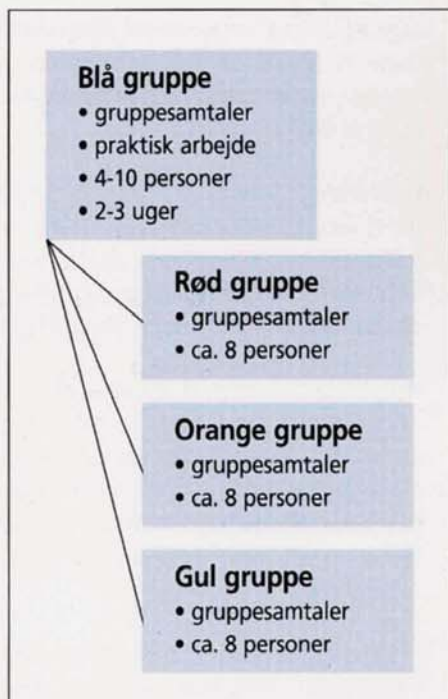 Blå gruppe
• gruppesamtaler
• praktisk arbejde
• 4-10 personer
• 2-3 uger
Rød gruppe
• gruppesamtaler
• ca. 8 personer
Orange gruppe
• gruppesamtaler
• ca. 8 personer
Gul gruppe
• gruppesamtaler
• ca. 8 personer